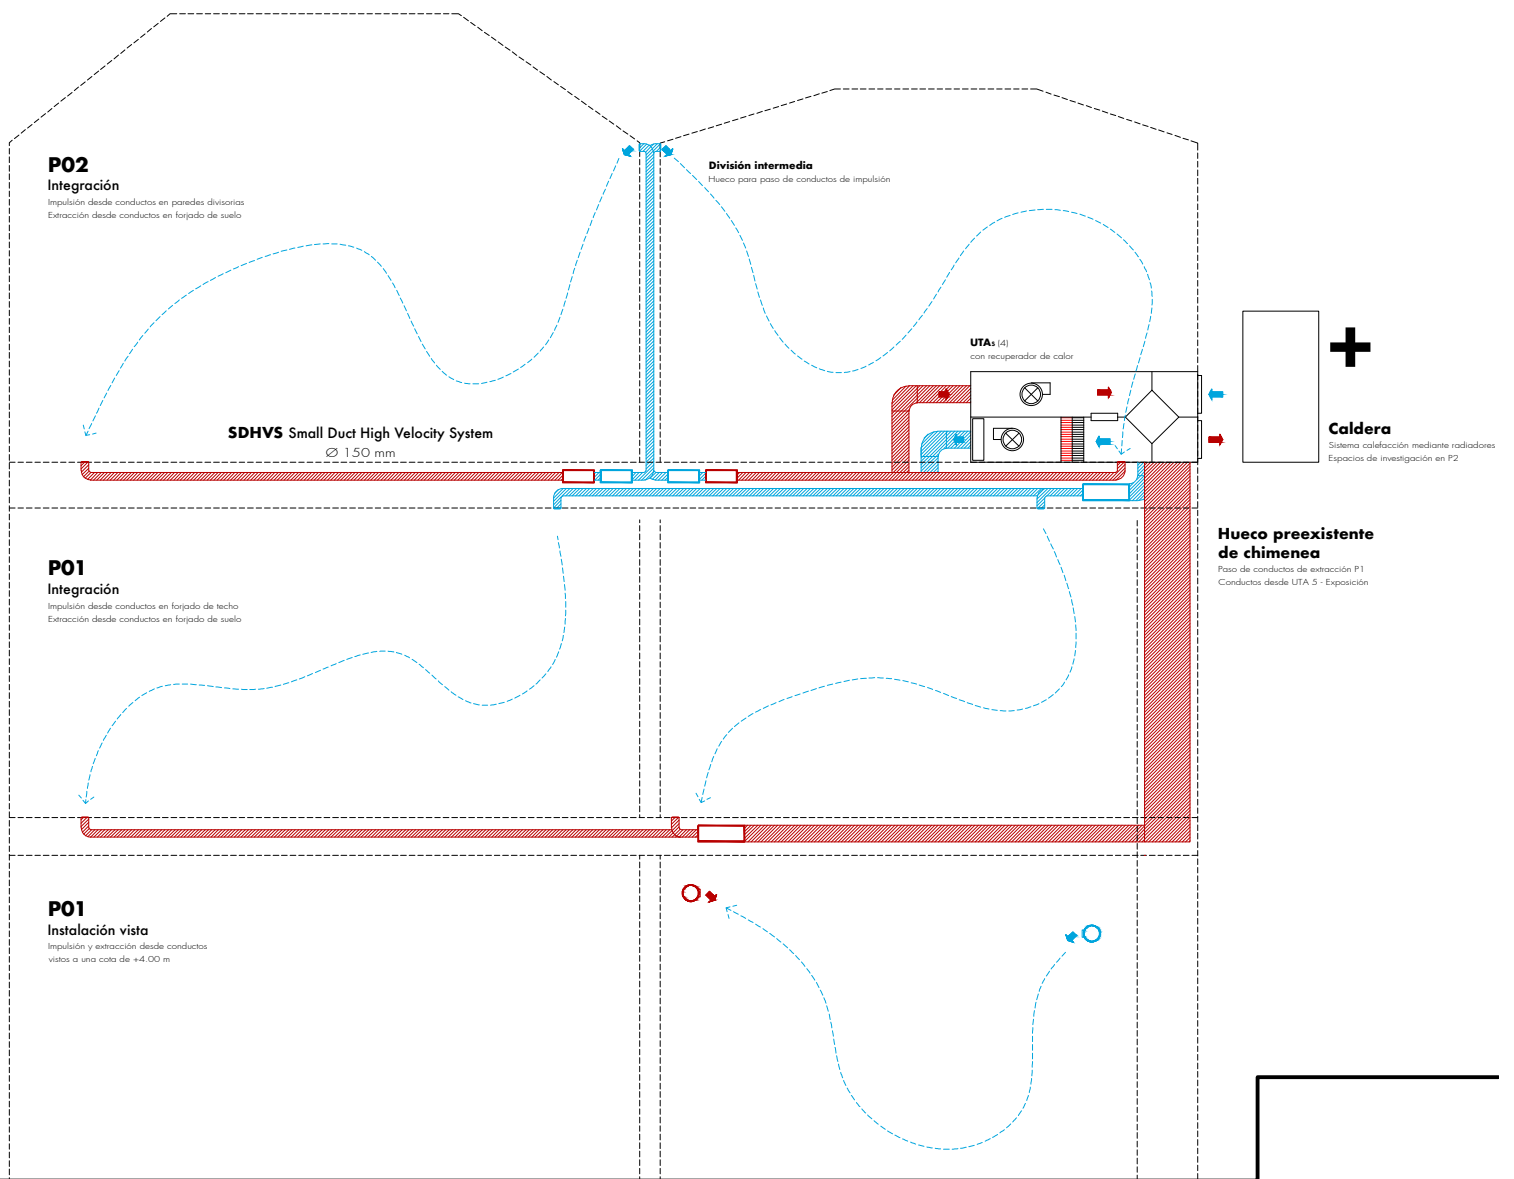 P02
Integración
Impulsión desde conductos en paredes divisorias
Extracción desde conductos en forjado de suelo
División intermedia
Hueco para paso de conductos de impulsión
UTAs (4)
con recuperador de calor
SDHVS Small Duct High Velocity System
Ø 150 mm
Caldera
Sistema calefacción mediante radiadores
Espacios de investigación en P2
Hueco preexistente
de chimenea
Paso de conductos de extracción P1
Conductos desde UTA 5 - Exposición
P01
Integración
Impulsión desde conductos en forjado de techo
Extracción desde conductos en forjado de suelo
P01
Instalación vista
Impulsión y extracción desde conductos
vistos a una cota de +4.00 m